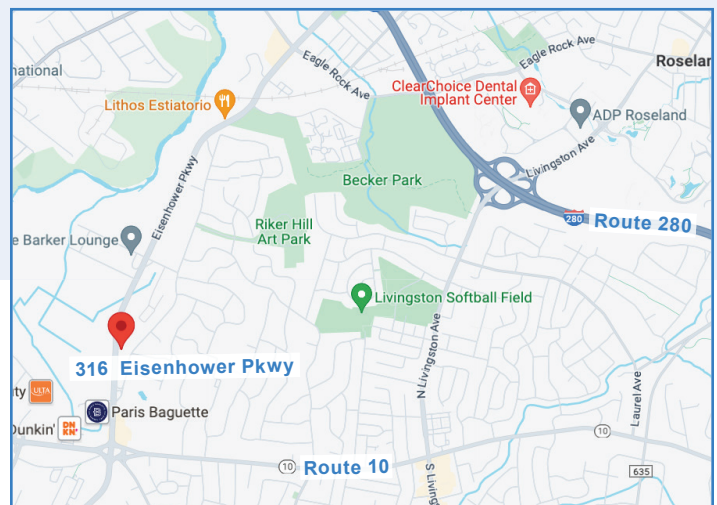 Eagle Rock Ave
Eagle Rock Ave
national
Roselan
ClearChoice Dental
Implant Center
Lithos Estiatorio
ADP Roseland
Livingston Ave
Eisenhower Pkwy
Becker Park
280
Route 280
Riker Hill
Art Park
e Barker Lounge
Livingston Softball Field
N Livingston Ave
316 Eisenhower Pkwy
Laurel Ave
ty
ULTA
Paris Baguette
Dunkin'
DN
KN'
10
10
Route 10
S Living
635